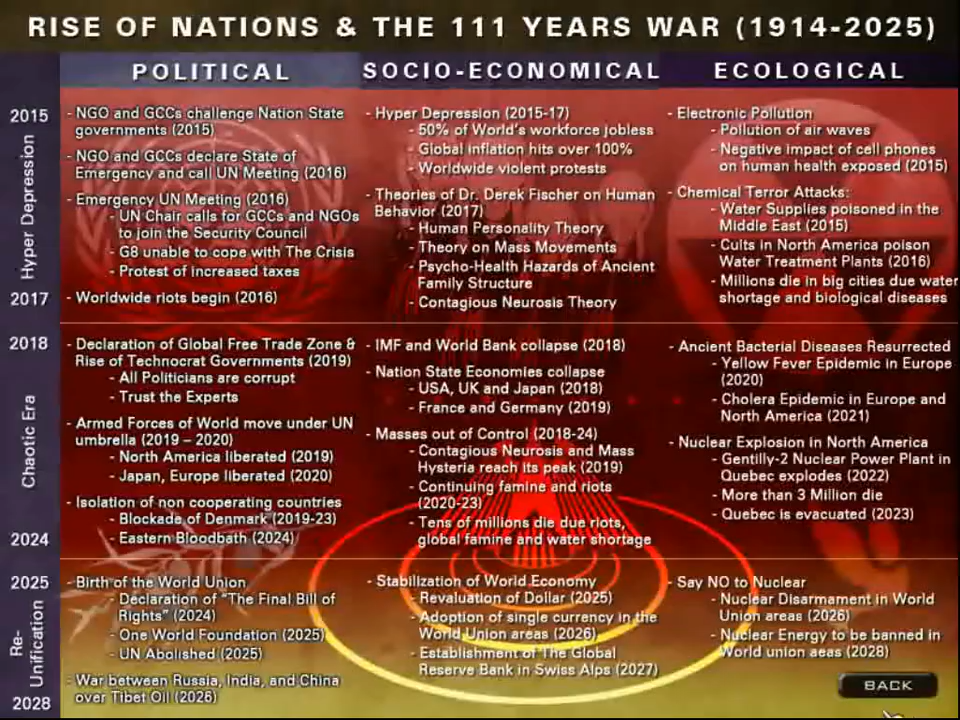 RISE OF NATIONS & THE 111 YEARS WAR (1914-2025)
POLITICAL
SOCIO-ECONOMICAL
ECOLOGICAL
2015
Hyper Depression
2017
- NGO and GCCs challenge Nation State
governments (2015)
- NGO and GCCs declare State of
Emergency and call UN Meeting (2016)
- Emergency UN Meeting (2016)
- UN Chair calls for GCCs and NGOs
to join the Security Council
- G8 unable to cope with The Crisis
- Protest of increased taxes
- Worldwide riots begin (2016)
- Hyper Depression (2015-17)
- 50% of World's workforce jobless
- Global inflation hits over 100%
- Worldwide violent protests
- Theories of Dr. Derek Fischer on Human
Behavior (2017)
- Human Personality Theory
- Theory on Mass Movements
- Psycho-Health Hazards of Ancient
Family Structure
- Contagious Neurosis Theory
- Electronic Pollution
- Pollution of air waves
- Negative impact of cell phones
on human health exposed (2015)
- Chemical Terror Attacks:
- Water Supplies poisoned in the
Middle East (2015)
- Cults in North America poison
Water Treatment Plants (2016)
- Millions die in big cities due water
shortage and biological diseases
2018
Chaotic Era
2024
- Declaration of Global Free Trade Zone &
Rise of Technocrat Governments (2019)
- All Politicians are corrupt
- Trust the Experts
- Armed Forces of World move under UN
umbrella (2019 – 2020)
- North America liberated (2019)
- Japan, Europe liberated (2020)
- Isolation of non cooperating countries
- Blockade of Denmark (2019-23)
- Eastern Bloodbath (2024)
- IMF and World Bank collapse (2018)
- Nation State Economies collapse
- USA, UK and Japan (2018)
- France and Germany (2019)
- Masses out of Control (2018-24)
- Contagious Neurosis and Mass
Hysteria reach its peak (2019)
- Continuing famine and riots
(2020-23)
- Tens of millions die due riots,
global famine and water shortage
- Ancient Bacterial Diseases Resurrected
- Yellow Fever Epidemic in Europe
(2020)
- Cholera Epidemic in Europe and
North America (2021)
- Nuclear Explosion in North America
- Gentilly-2 Nuclear Power Plant in
Quebec explodes (2022)
- More than 3 Million die
- Quebec is evacuated (2023)
2025
Re-
Unification
2028
- Birth of the World Union
- Declaration of "The Final Bill of
Rights" (2024)
- One World Foundation (2025)
- UN Abolished (2025)
- War between Russia, India, and China
over Tibet Oil (2026)
- Stabilization of World Economy
- Revaluation of Dollar (2025)
- Adoption of single currency in the
World Union areas (2026)
- Establishment of The Global
Reserve Bank in Swiss Alps (2027)
- Say NO to Nuclear
- Nuclear Disarmament in World
Union areas (2026)
- Nuclear Energy to be banned in
World union aeas (2028)
BACK